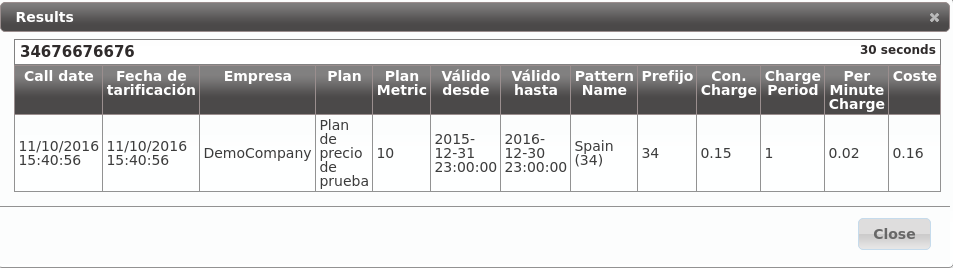 Results
34676676676 30 seconds
Call date Fecha de tarificación Empresa Plan Plan Metric Válido desde Válido hasta Pattern Name Prefijo Con. Charge Charge Period Per Minute Charge Coste
11/10/2016 15:40:56 11/10/2016 15:40:56 DemoCompany Plan de precio de prueba 10 2015-12-31 23:00:00 2016-12-30 23:00:00 Spain (34) 34 0.15 1 0.02 0.16
Close